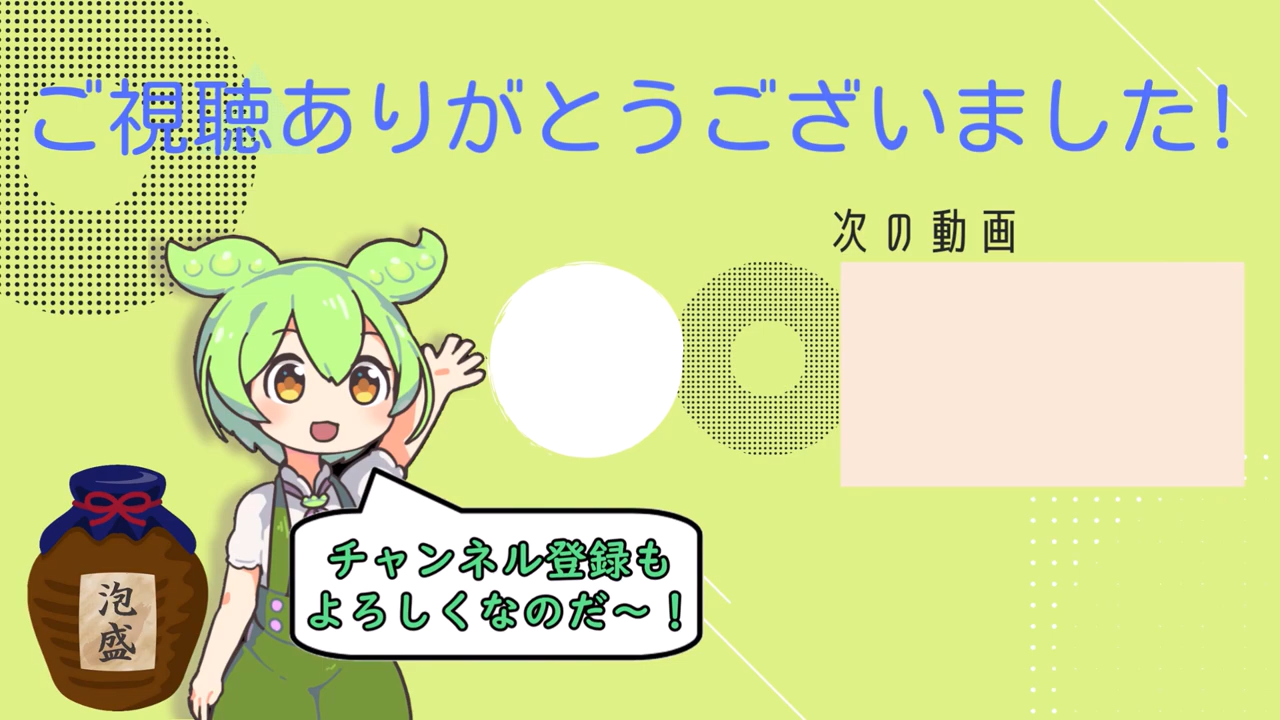 ご視聴ありがとうございました!
次の動画
チャンネル登録も
よろしくなのだ～！
泡
盛